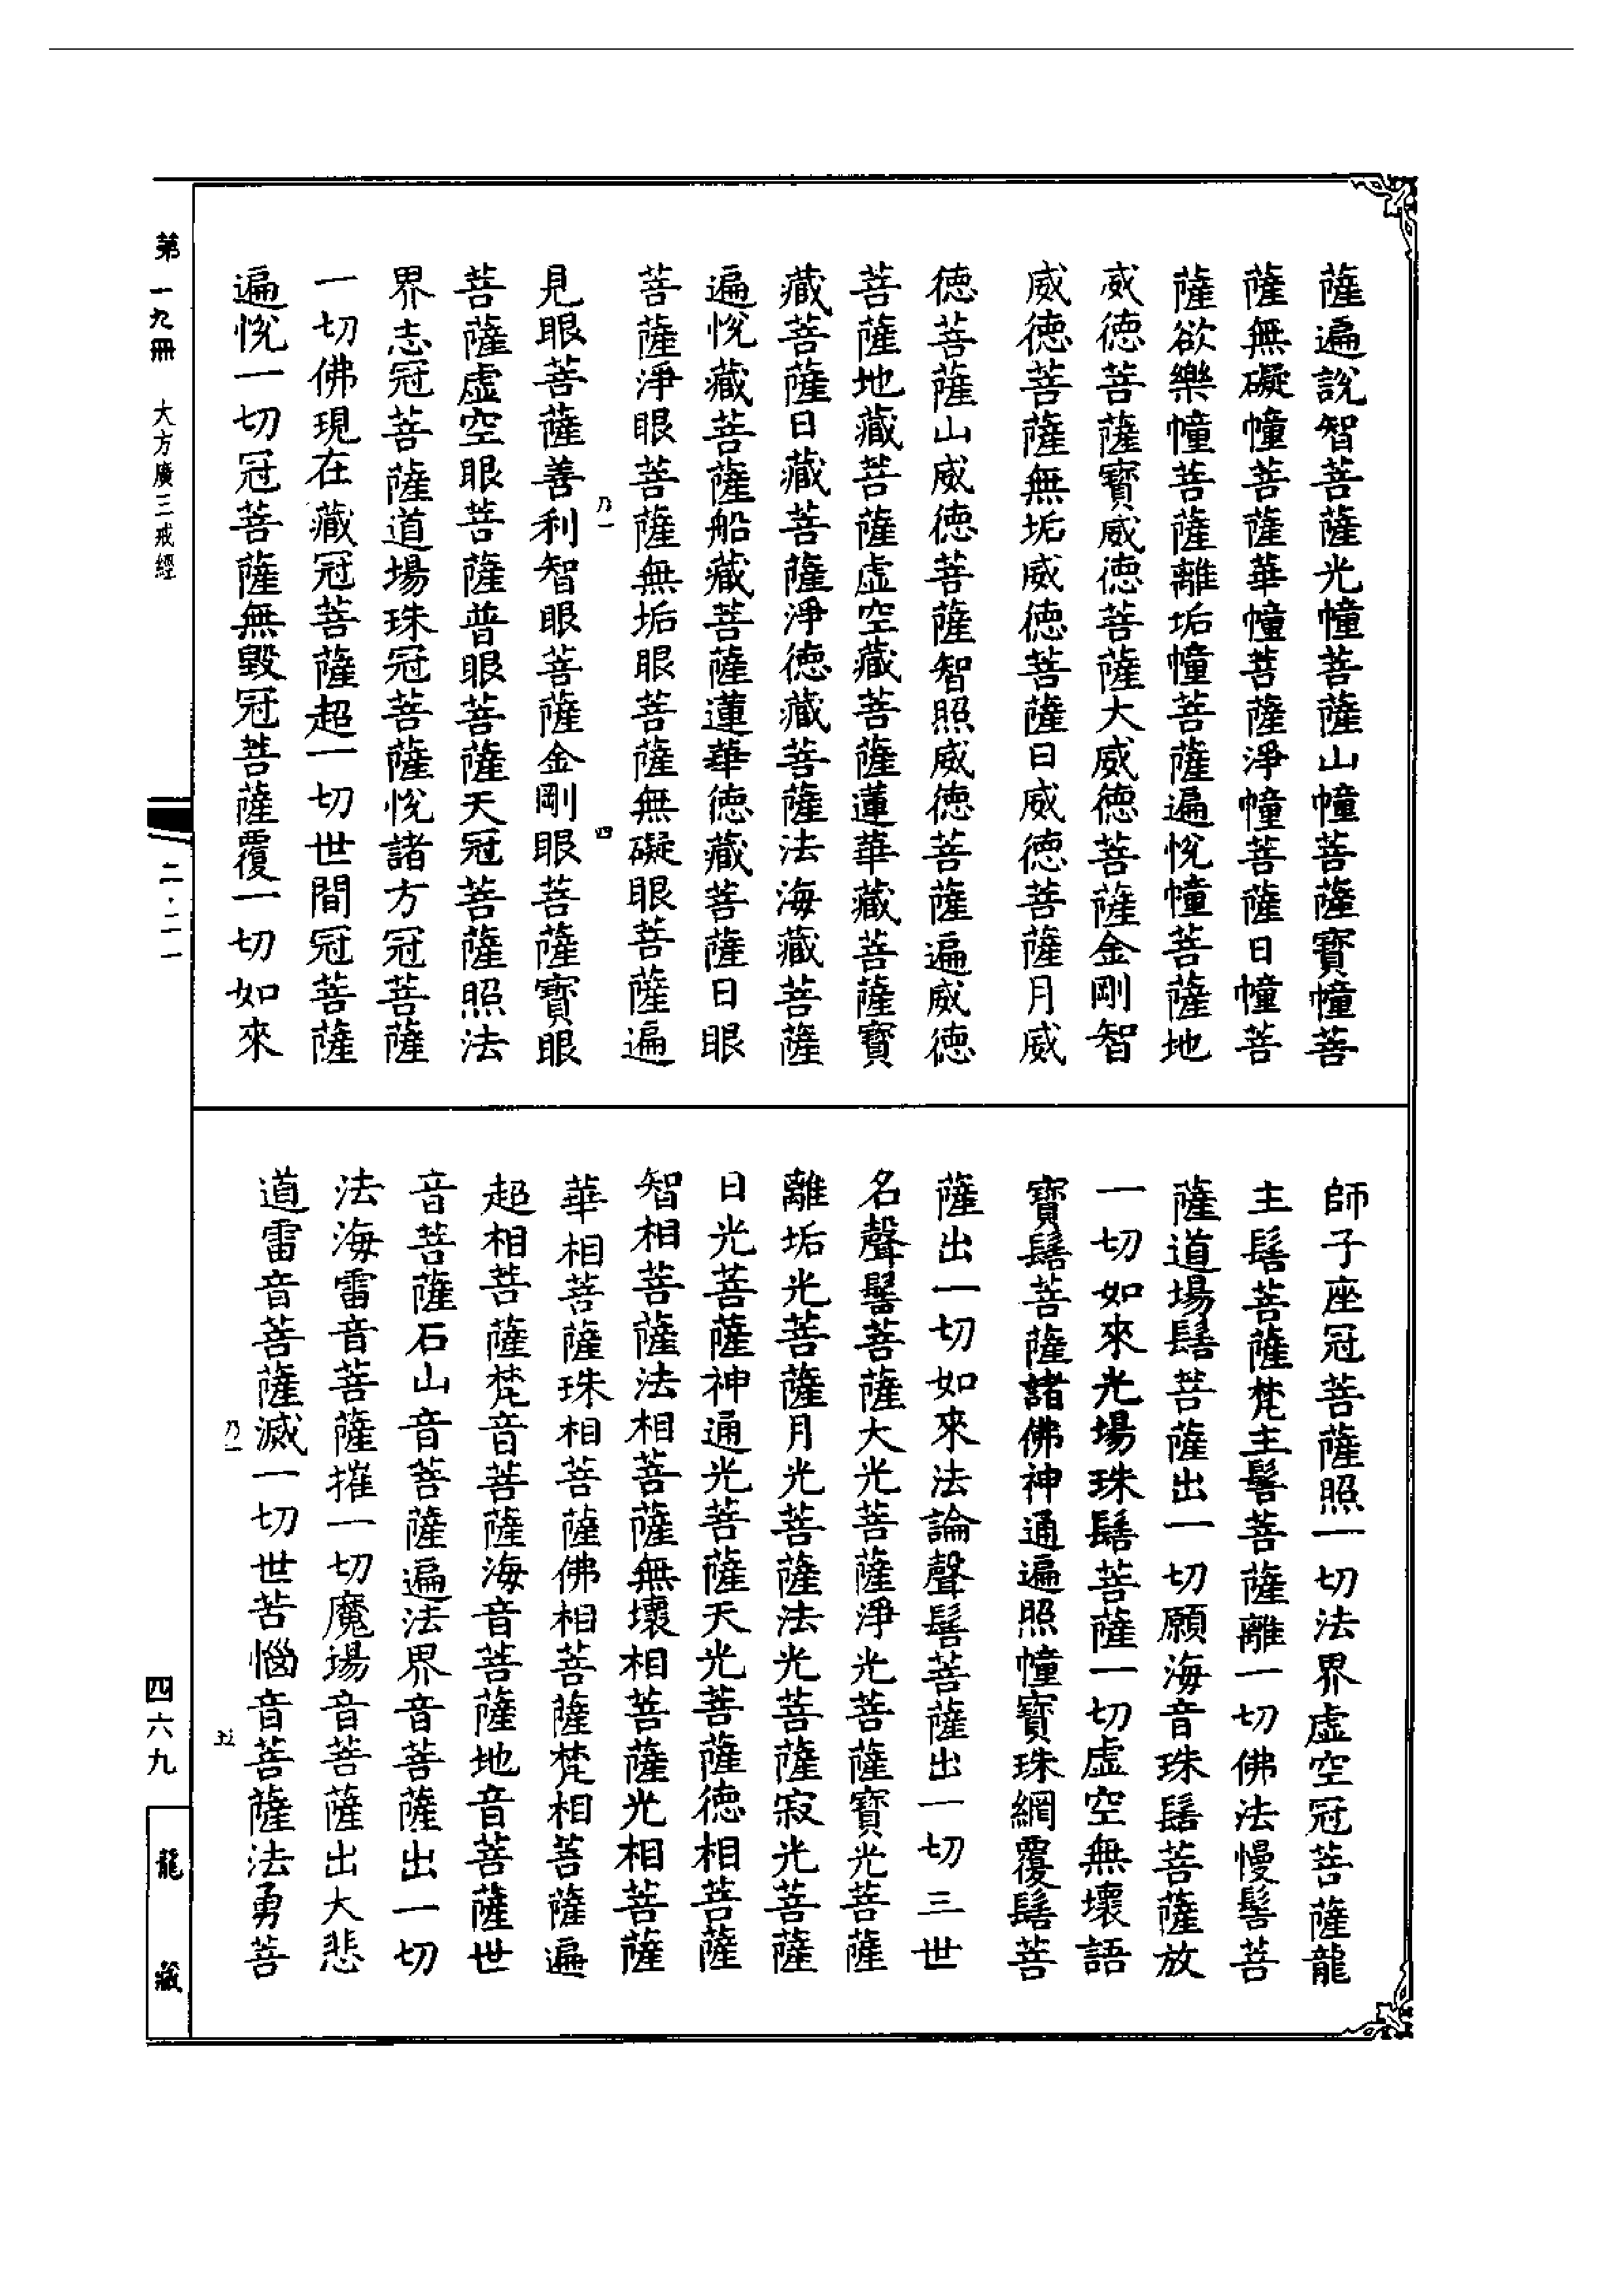 薩遍說智菩薩光幢菩薩山幢菩薩寶幢菩
薩無礙幢菩薩華幢菩薩淨幢菩薩日幢菩
薩欲樂幢菩薩離垢幢菩薩遍悅幢菩薩地
威德菩薩寶威德菩薩大威德菩薩金剛智
威德菩薩無垢威德菩薩日威德菩薩月威
德菩薩山威德菩薩智照威德菩薩遍威德
菩薩地藏菩薩虛空藏菩薩蓮華藏菩薩寶
藏菩薩日藏菩薩淨德藏菩薩法海藏菩薩
遍悅藏菩薩船藏菩薩蓮華德藏菩薩日眼
菩薩淨眼菩薩無垢眼菩薩無礙眼菩薩遍
乃一 四
見眼菩薩善利智眼菩薩金剛眼菩薩寶眼
菩薩虛空眼菩薩普眼菩薩天冠菩薩照法
界志冠菩薩道場珠冠菩薩悅諸方冠菩薩
一切佛現在藏冠菩薩超一切世間冠菩薩
遍悅一切冠菩薩無毀冠菩薩覆一切如來
師子座冠菩薩照一切法界虛空冠菩薩龍
主髻菩薩梵主髻菩薩離一切佛法慢髻菩
薩道場髻菩薩出一切願海音珠髻菩薩放
一切如來光場珠髻菩薩一切虛空無壞語
寶髻菩薩諸佛神通遍照幢寶珠網覆髻菩
薩出一切如來法論聲髻菩薩出一切三世
名聲髻菩薩大光菩薩淨光菩薩寶光菩薩
離垢光菩薩月光菩薩法光菩薩寂光菩薩
日光菩薩神通光菩薩天光菩薩德相菩薩
智相菩薩法相菩薩無壞相菩薩光相菩薩
華相菩薩珠相菩薩佛相菩薩梵相菩薩遍
超相菩薩梵音菩薩海音菩薩地音菩薩世
音菩薩石山音菩薩遍法界音菩薩出一切
法海雷音菩薩摧一切魔場音菩薩出大悲
道雷音菩薩滅一切世苦惱音菩薩法勇菩
乃一 五
第一九冊 大方廣三戒經 二·二一 四六九 龍藏